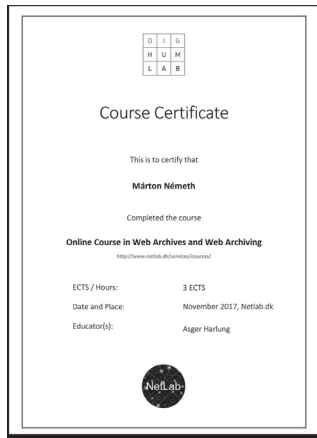 D I G
H U M
L A B
Course Certificate
This is to certify that
Márton Németh
Completed the course
Online Course in Web Archives and Web Archiving
http://www.netlab.dk/services/courses/
ECTS / Hours: 3 ECTS
Date and Place: November 2017, Netlab.dk
Educator(s): Asger Harlung
NetLab